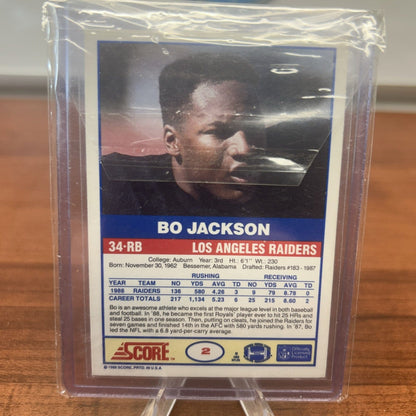 BO JACKSON
34-RB LOS ANGELES RAIDERS
College: Auburn Year: 3rd Ht.: 6'1" Wt.: 230
Born: November 30, 1962 Bessemer, Alabama Drafted: Raiders #183-1987
RUSHING RECEIVING
YEAR TEAM NO YDS AVG TD NO YDS AVG TD
1988 RAIDERS 136 580 4.26 3 9 79 8.78 0
CAREER TOTALS 217 1,134 5.23 6 25 215 8.60 2
Bo is an awesome athlete who excels at the major league level in both baseball
and football. In '88, he became the first Royals' player ever to hit 25 HRs and
steal 25 bases in one season. Then, putting on cleats, he joined the Raiders for
seven games and finished 14th in the AFC with 580 yards rushing. In '87, Bo led
the NFL with a 6.8 yard-per-carry average.
SCORE 2
© 1989 SCORE, PRTD. IN U.S.A.